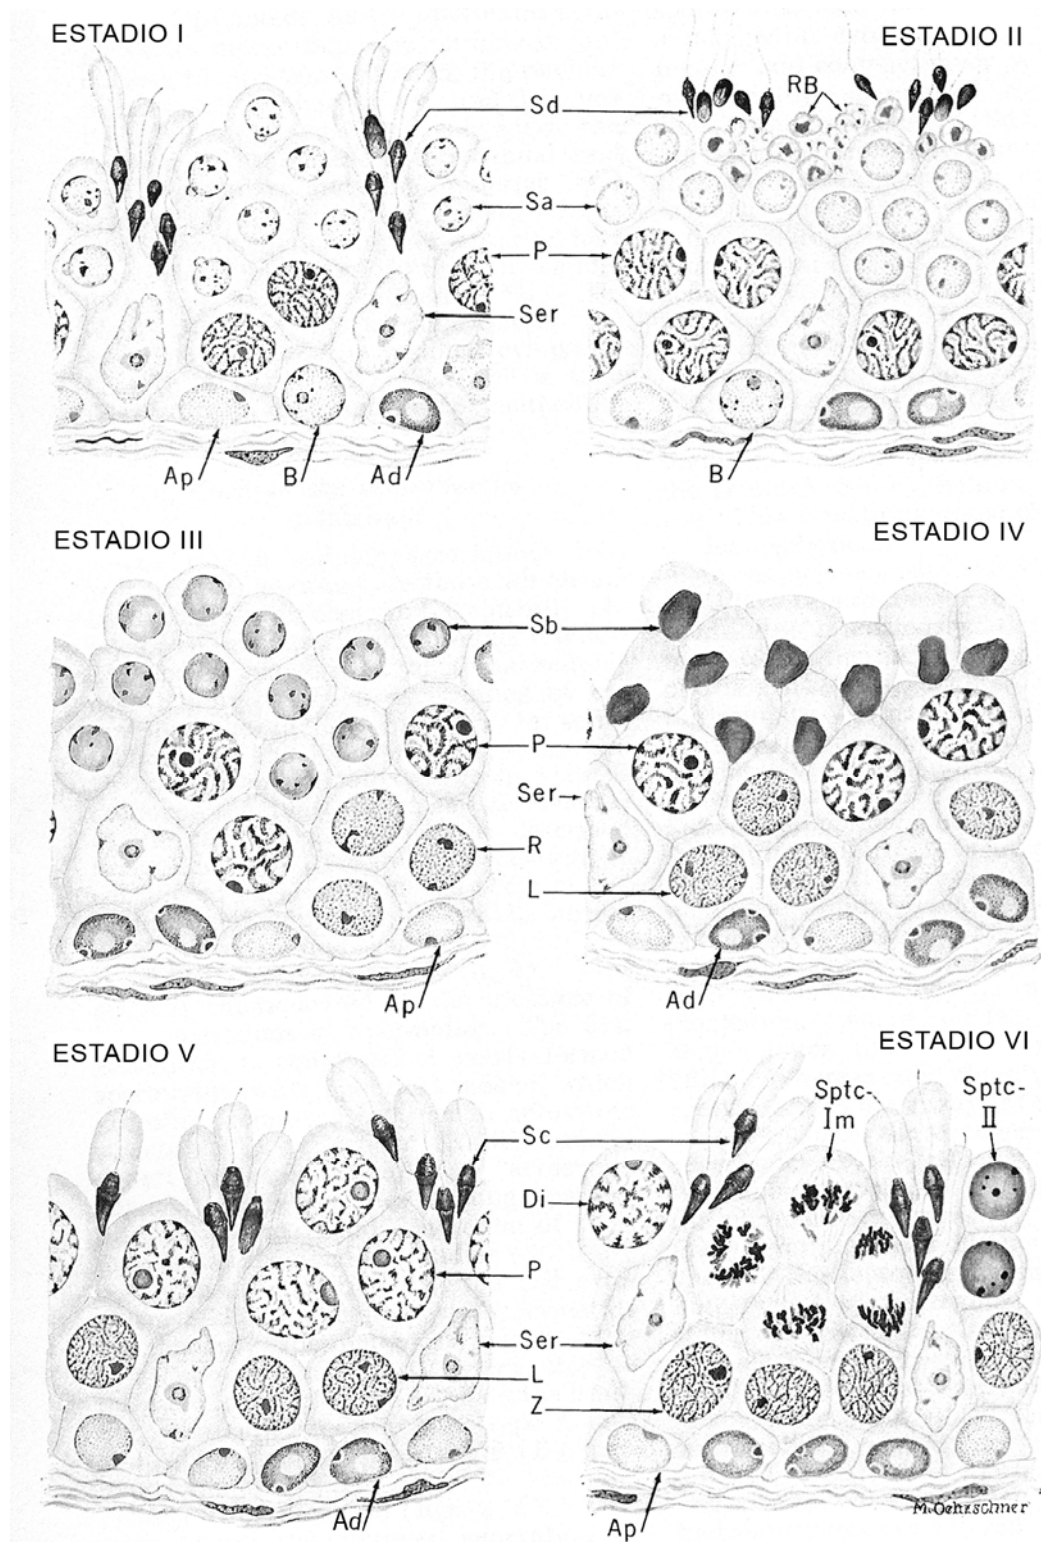 ESTADIO I
ESTADIO II
Sd
RB
Sa
P
Ser
Ap
B
Ad
B
ESTADIO III
ESTADIO IV
Sb
P
Ser
R
L
Ap
Ad
ESTADIO V
ESTADIO VI
Sptc-
Im
Sptc-
II
Sc
Di
P
Ser
L
Z
Ad
Ap